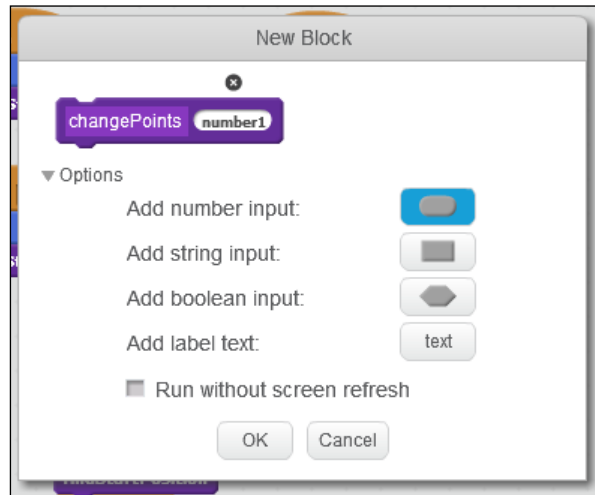 New Block
changePoints number1
Options
Add number input:
Add string input:
Add boolean input:
Add label text: text
Run without screen refresh
OK Cancel